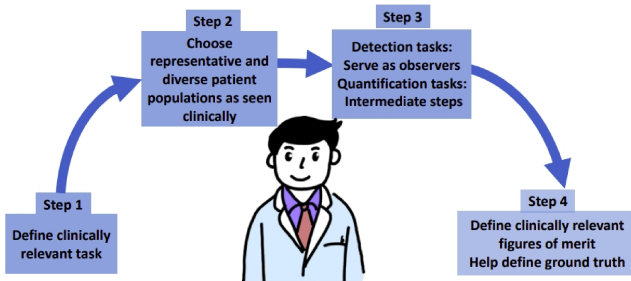 Step 1
Define clinically
relevant task
Step 2
Choose
representative and
diverse patient
populations as seen
clinically
Step 3
Detection tasks:
Serve as observers
Quantification tasks:
Intermediate steps
Step 4
Define clinically relevant
figures of merit
Help define ground truth